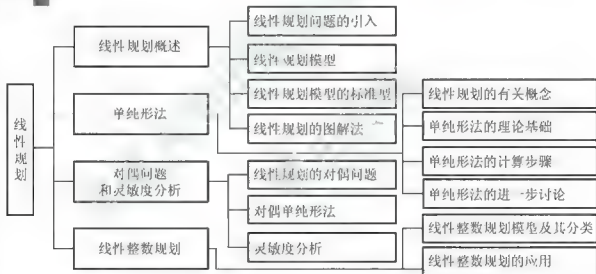 线性规划
线性规划概述
线性规划问题的引入
线性规划模型
线性规划模型的标准型
线性规划的图解法
单纯形法
线性规划的有关概念
单纯形法的理论基础
单纯形法的计算步骤
单纯形法的进一步讨论
对偶问题
和灵敏度分析
线性规划的对偶问题
对偶单纯形法
灵敏度分析
线性整数规划
线性整数规划模型及其分类
线性整数规划的应用